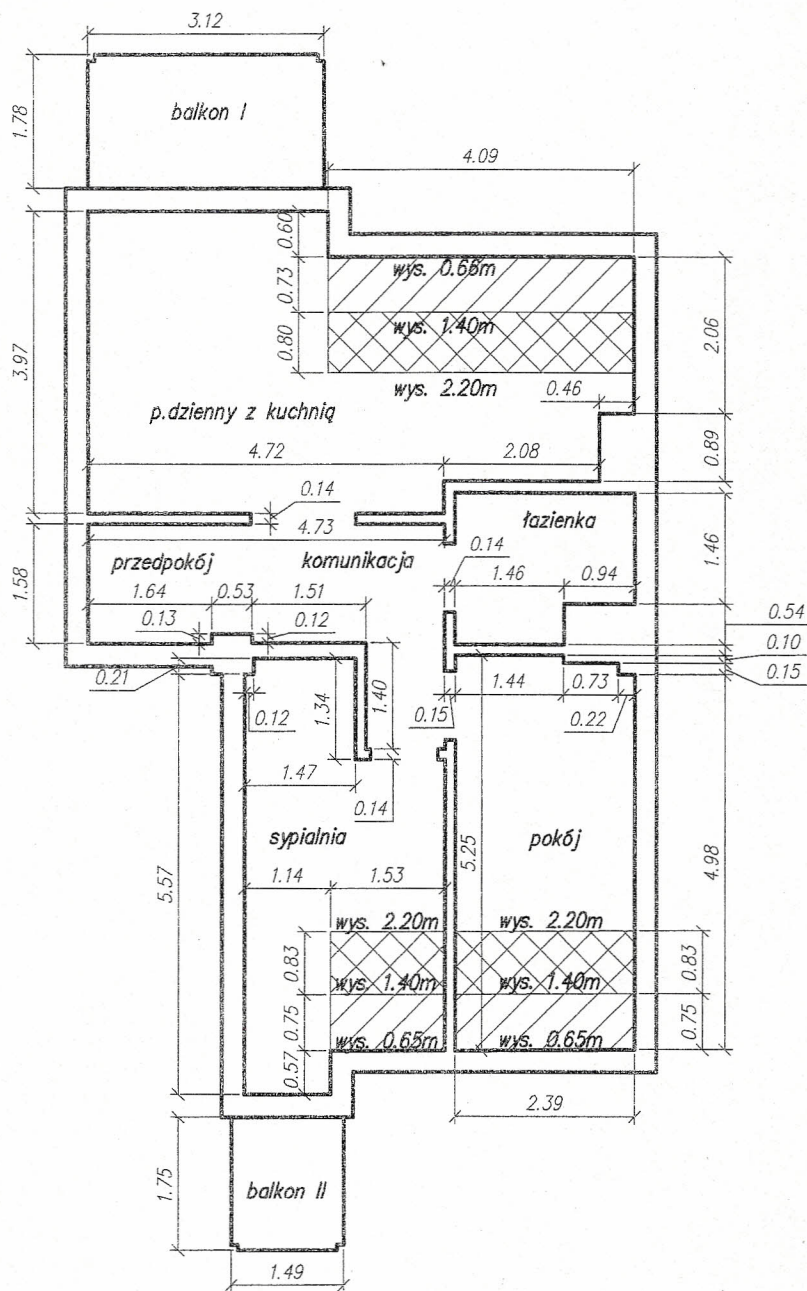 3.12
1.78
balkon I
4.09
0.60
wys. 0.66m
0.73
wys. 1.40m
0.80
wys. 2.20m
2.06
3.97
0.46
p.dzienny z kuchnią
4.72
2.08
0.89
0.14
4.73
łazienka
przedpokój
komunikacja
0.14
1.46
1.58
1.64
0.53
1.51
1.46
0.94
0.13
0.12
0.54
0.10
0.15
0.21
0.12
1.34
1.40
0.15
1.44
0.73
0.22
1.47
0.14
sypialnia
5.25
pokój
5.57
4.98
1.14
1.53
wys. 2.20m
wys. 2.20m
0.83
0.83
wys. 1.40m
wys. 1.40m
0.75
0.75
wys. 0.65m
wys. 0.65m
0.57
2.39
1.75
balkon II
1.49